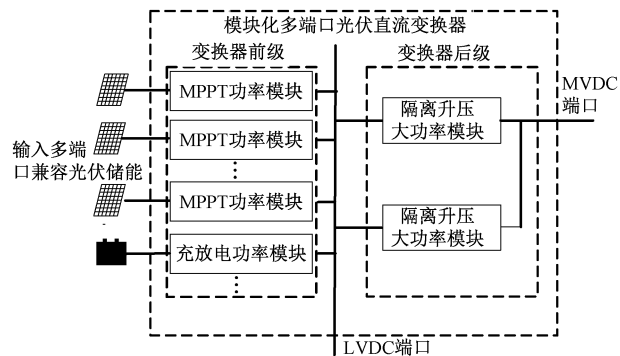 模块化多端口光伏直流变换器
变换器前级
变换器后级
MPPT功率模块
MPPT功率模块
MPPT功率模块
充放电功率模块
输入多端
口兼容光伏储能
隔离升压
大功率模块
隔离升压
大功率模块
MVDC
端口
LVDC端口